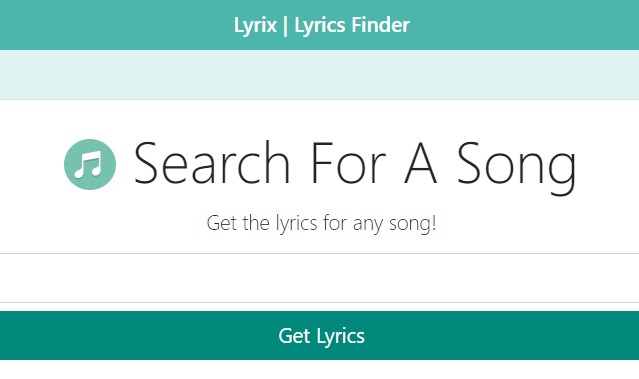 Lyrix | Lyrics Finder
Search For A Song
Get the lyrics for any song!
Get Lyrics